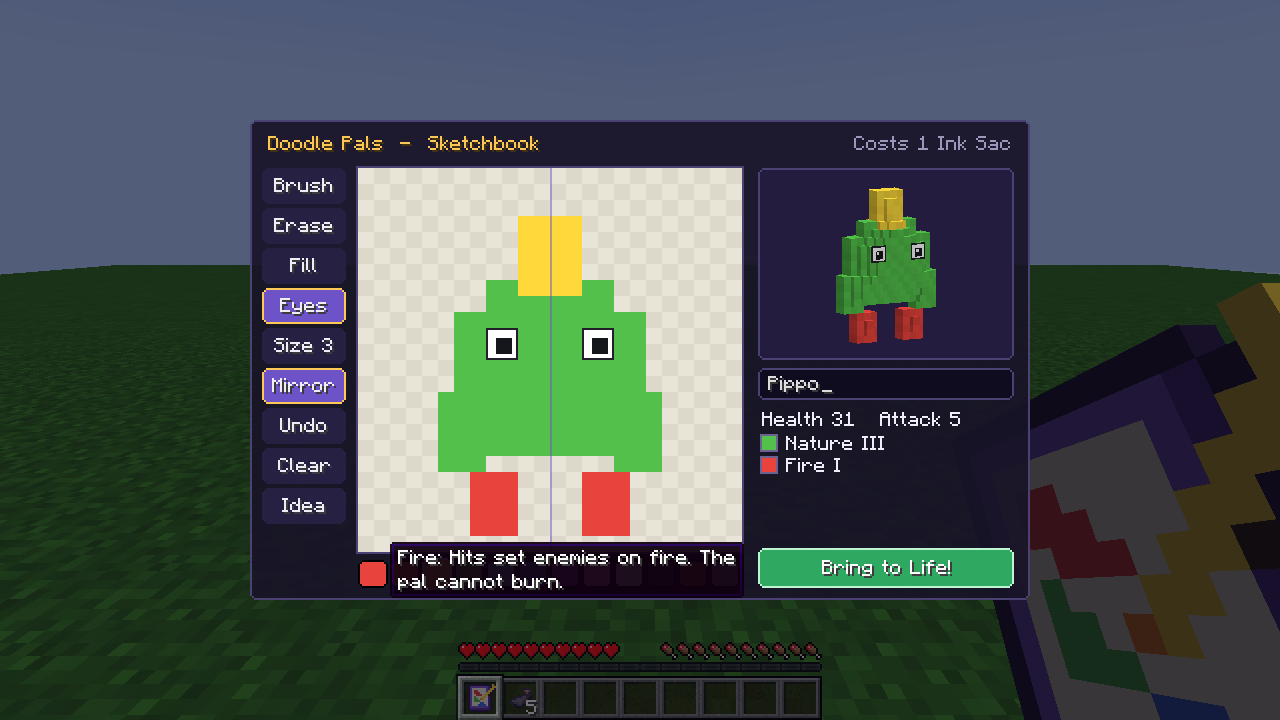 Doodle Pals - Sketchbook
Costs 1 Ink Sac
Brush
Erase
Fill
Eyes
Size 3
Mirror
Undo
Clear
Idea
Pippo_
Health 31 Attack 5
Nature III
Fire I
Fire: Hits set enemies on fire. The
pal cannot burn.
Bring to Life!
5